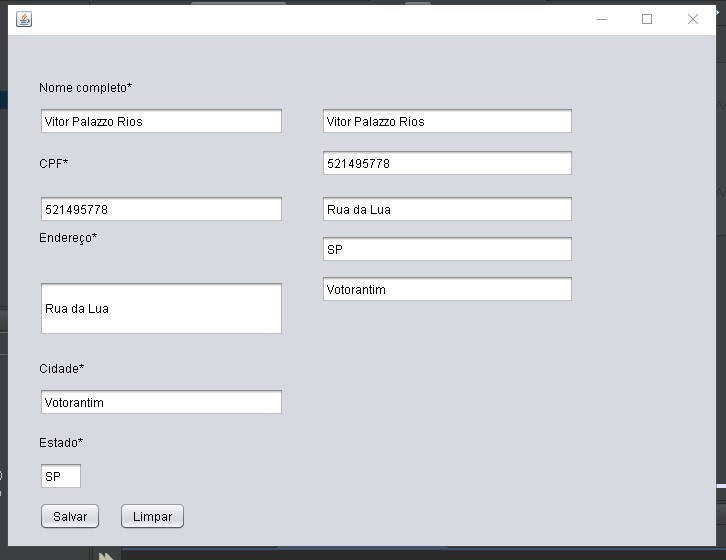 Nome completo*
Vitor Palazzo Rios
Vitor Palazzo Rios
CPF*
521495778
521495778
Rua da Lua
Endereço*
SP
Votorantim
Rua da Lua
Cidade*
Votorantim
Estado*
SP
Salvar Limpar